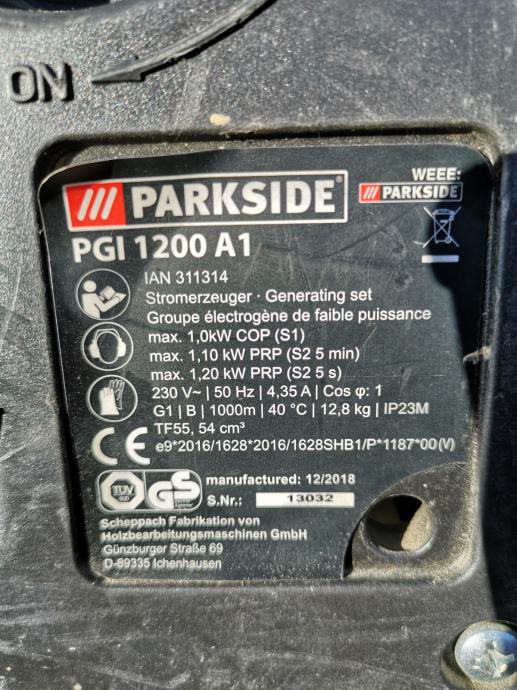 ON
WEEE:
PARKSIDE®
PARKSIDE
PGI 1200 A1
IAN 311314
Stromerzeuger · Generating set
Groupe électrogène de faible puissance
max. 1,0kW COP (S1)
max. 1,10 kW PRP (S2 5 min)
max. 1,20 kW PRP (S2 5 s)
230 V~ | 50 Hz | 4,35 A | Cos φ: 1
G1 | B | 1000m | 40 °C | 12,8 kg | IP23M
TF55, 54 cm³
CE
e9*2016/1628*2016/1628SHB1/P*1187*00(V)
TÜV
SÜD
GS
manufactured: 12/2018
S.Nr.: 13032
Scheppach Fabrikation von
Holzbearbeitungsmaschinen GmbH
Günzburger Straße 69
D-89335 Ichenhausen